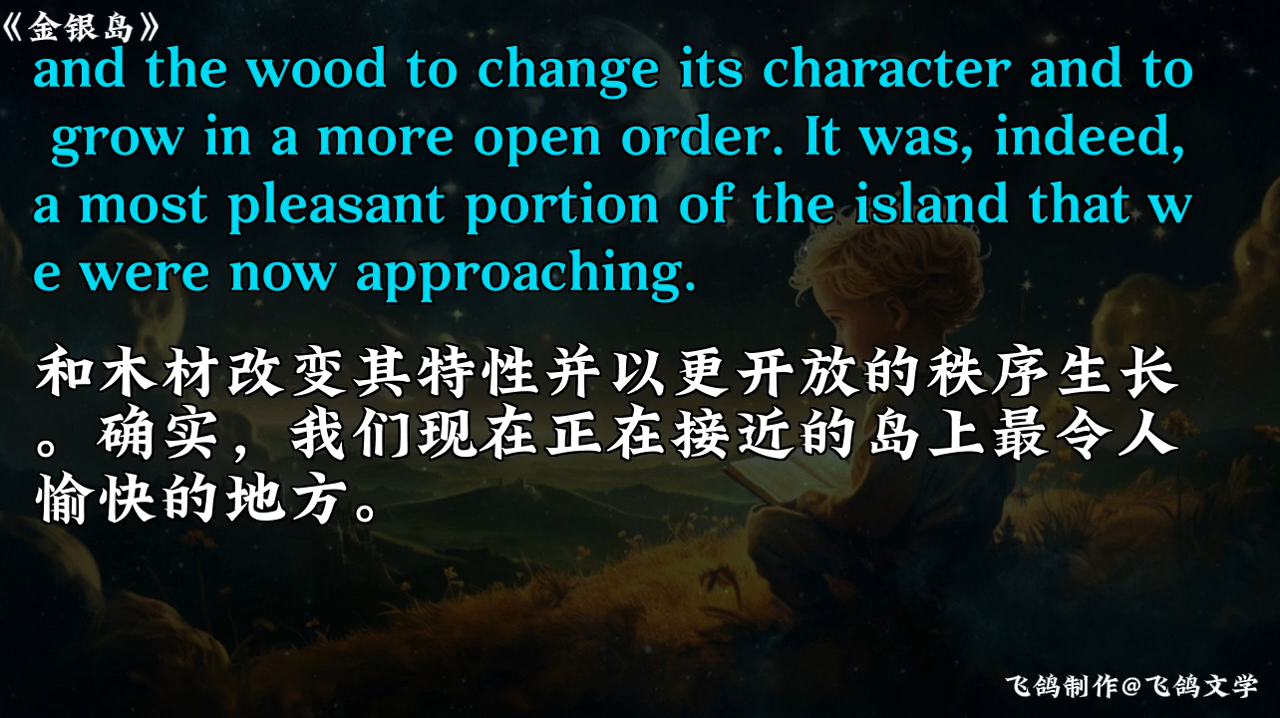 《金银岛》
and the wood to change its character and to
grow in a more open order. It was, indeed,
a most pleasant portion of the island that w
e were now approaching.
和木材改变其特性并以更开放的秩序生长
。确实，我们现在正在接近的岛上最令人
愉快的地方。
飞鸽制作@飞鸽文学